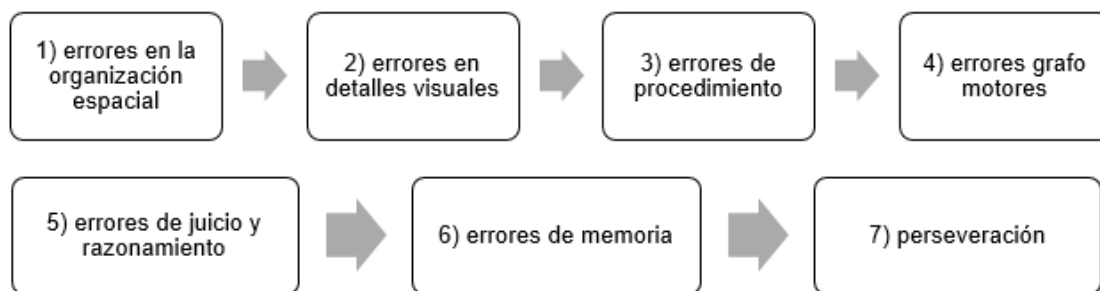 1) errores en la
organización
espacial
2) errores en
detalles visuales
3) errores de
procedimiento
4) errores grafo
motores
5) errores de juicio y
razonamiento
6) errores de memoria
7) perseveración